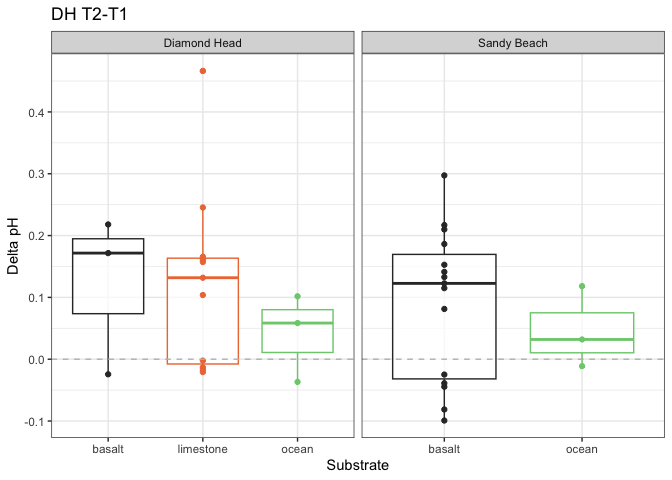 DH T2-T1
Diamond Head
Sandy Beach
Delta pH
0.4
0.3
0.2
0.1
0.0
-0.1
basalt
limestone
ocean
basalt
ocean
Substrate